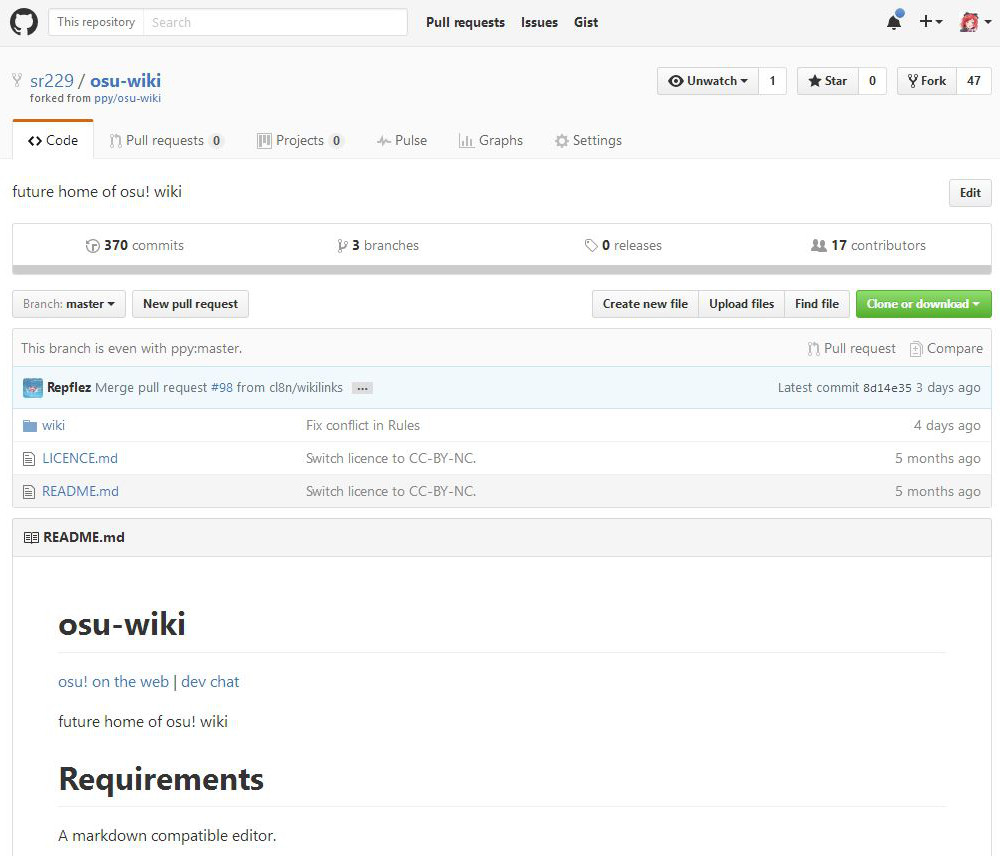 This repository Search Pull requests Issues Gist
sr229 / osu-wiki Unwatch 1 Star 0 Fork 47
forked from ppy/osu-wiki
Code Pull requests 0 Projects 0 Pulse Graphs Settings
future home of osu! wiki Edit
370 commits 3 branches 0 releases 17 contributors
Branch: master New pull request Create new file Upload files Find file Clone or download
This branch is even with ppy:master. Pull request Compare
Repflez Merge pull request #98 from cl8n/wikilinks ... Latest commit 8d14e35 3 days ago
wiki Fix conflict in Rules 4 days ago
LICENCE.md Switch licence to CC-BY-NC. 5 months ago
README.md Switch licence to CC-BY-NC. 5 months ago
README.md
osu-wiki
osu! on the web | dev chat
future home of osu! wiki
Requirements
A markdown compatible editor.